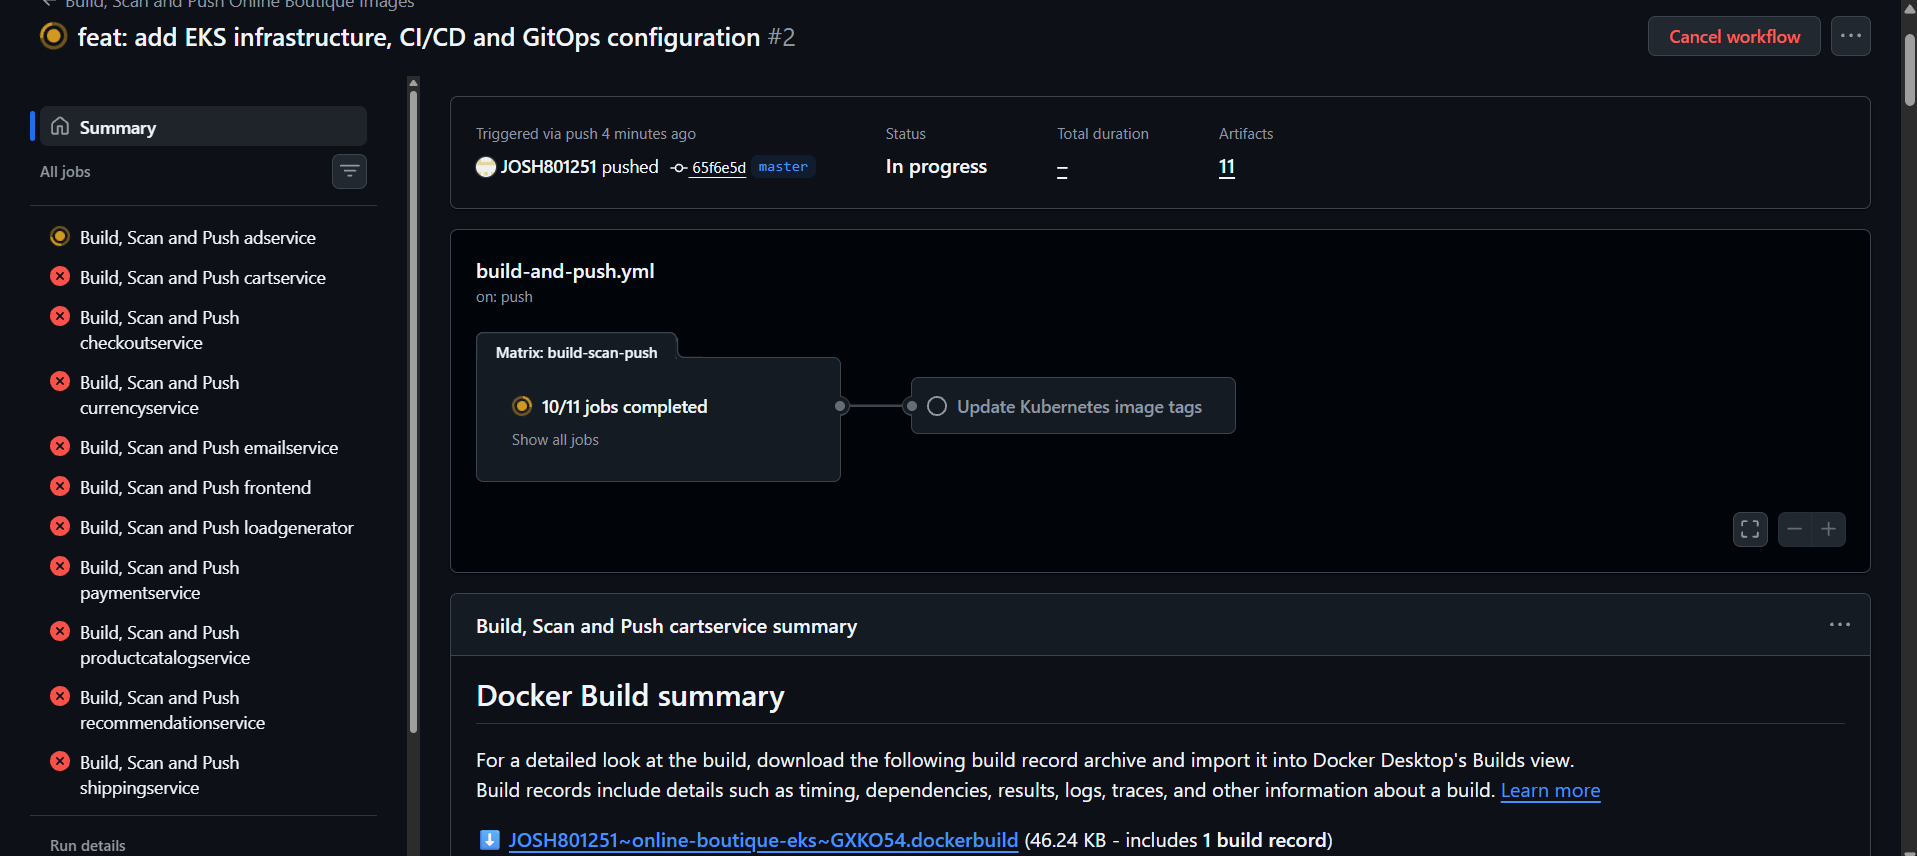 Build, Scan and Push Online Boutique Images
feat: add EKS infrastructure, CI/CD and GitOps configuration #2
Cancel workflow
Summary
All jobs
Build, Scan and Push adservice
Build, Scan and Push cartservice
Build, Scan and Push
checkoutservice
Build, Scan and Push
currencyservice
Build, Scan and Push emailservice
Build, Scan and Push frontend
Build, Scan and Push loadgenerator
Build, Scan and Push
paymentservice
Build, Scan and Push
productcatalogservice
Build, Scan and Push
recommendationservice
Build, Scan and Push
shippingservice
Run details
Triggered via push 4 minutes ago
JOSH801251 pushed 65f6e5d master
Status
In progress
Total duration
–
Artifacts
11
build-and-push.yml
on: push
Matrix: build-scan-push
10/11 jobs completed
Show all jobs
Update Kubernetes image tags
Build, Scan and Push cartservice summary
Docker Build summary
For a detailed look at the build, download the following build record archive and import it into Docker Desktop's Builds view.
Build records include details such as timing, dependencies, results, logs, traces, and other information about a build. Learn more
JOSH801251~online-boutique-eks~GXKO54.dockerbuild (46.24 KB - includes 1 build record)